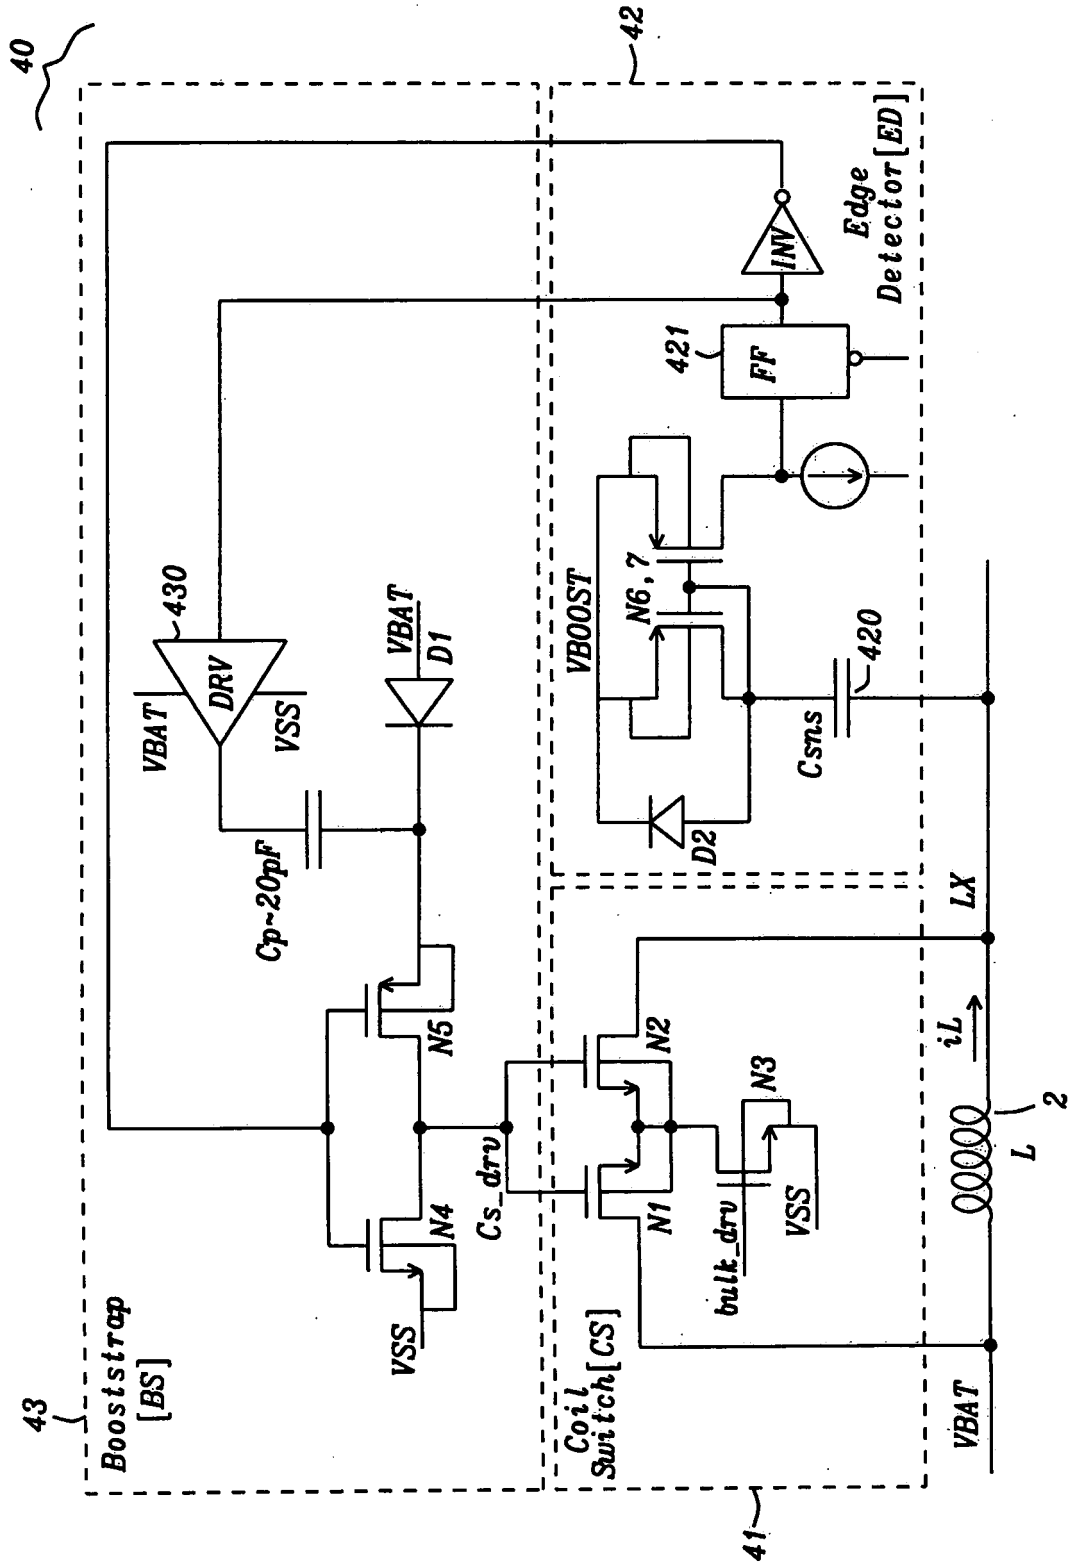 40
43
Booststrap
[BS]
VBAT
DRV
430
VSS
Cp~20pF
VBAT
D1
N5
N4
VSS
Cs_drv
42
Edge
Detector[ED]
INV
421
FF
VBOOST
N6,7
D2
Csns
420
Coil
Switch[CS]
N1
N2
N3
bulk_drv
VSS
41
VBAT
L
2
iL
LX